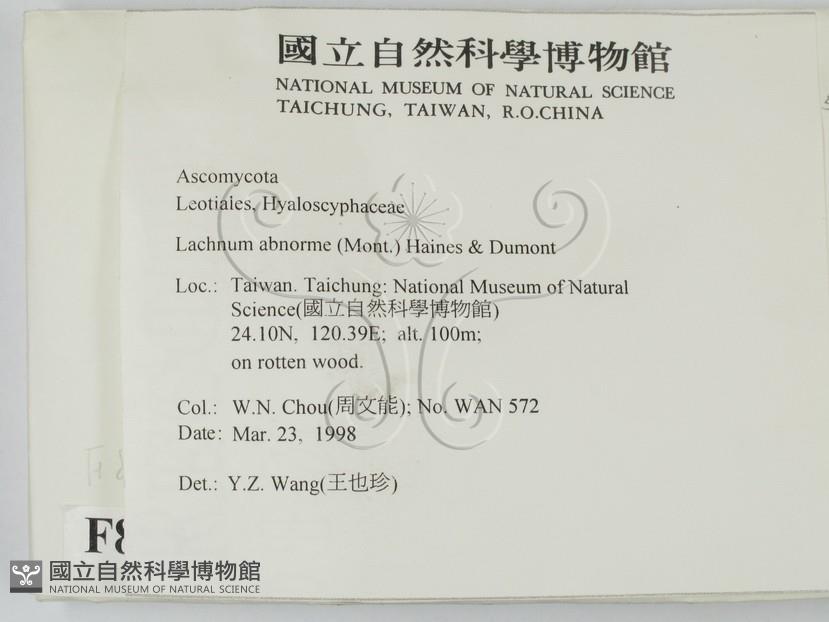 國立自然科學博物館
NATIONAL MUSEUM OF NATURAL SCIENCE
TAICHUNG, TAIWAN, R.O.CHINA
Ascomycota
Leotiales, Hyaloscyphaceae
Lachnum abnorme (Mont.) Haines & Dumont
Loc.: Taiwan. Taichung: National Museum of Natural
Science(國立自然科學博物館)
24.10N, 120.39E; alt. 100m;
on rotten wood.
Col.: W.N. Chou(周文能); No. WAN 572
Date: Mar. 23, 1998
Det.: Y.Z. Wang(王也珍)
國立自然科學博物館
NATIONAL MUSEUM OF NATURAL SCIENCE